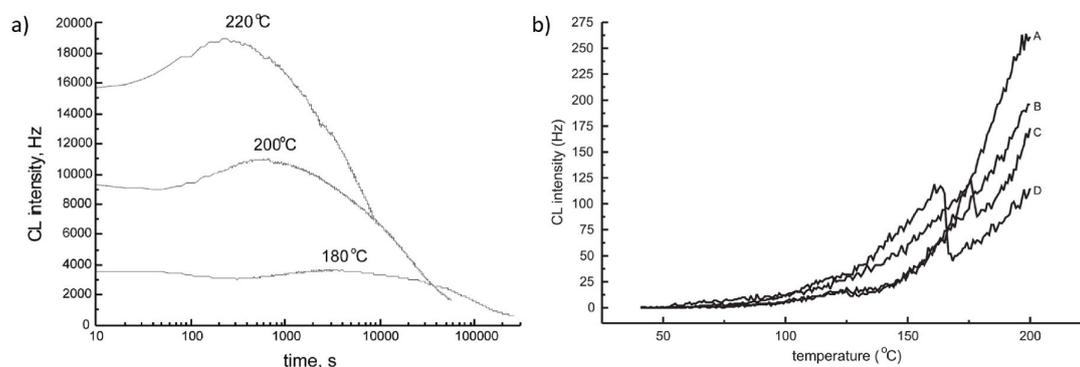 a)
CL intensity, Hz
20000
18000
16000
14000
12000
10000
8000
6000
4000
2000
0
220°C
200°C
180°C
10
100
1000
10000
100000
time, s
b)
CL intensity (Hz)
275
250
225
200
175
150
125
100
75
50
25
0
A
B
C
D
50
100
150
200
temperature (°C)